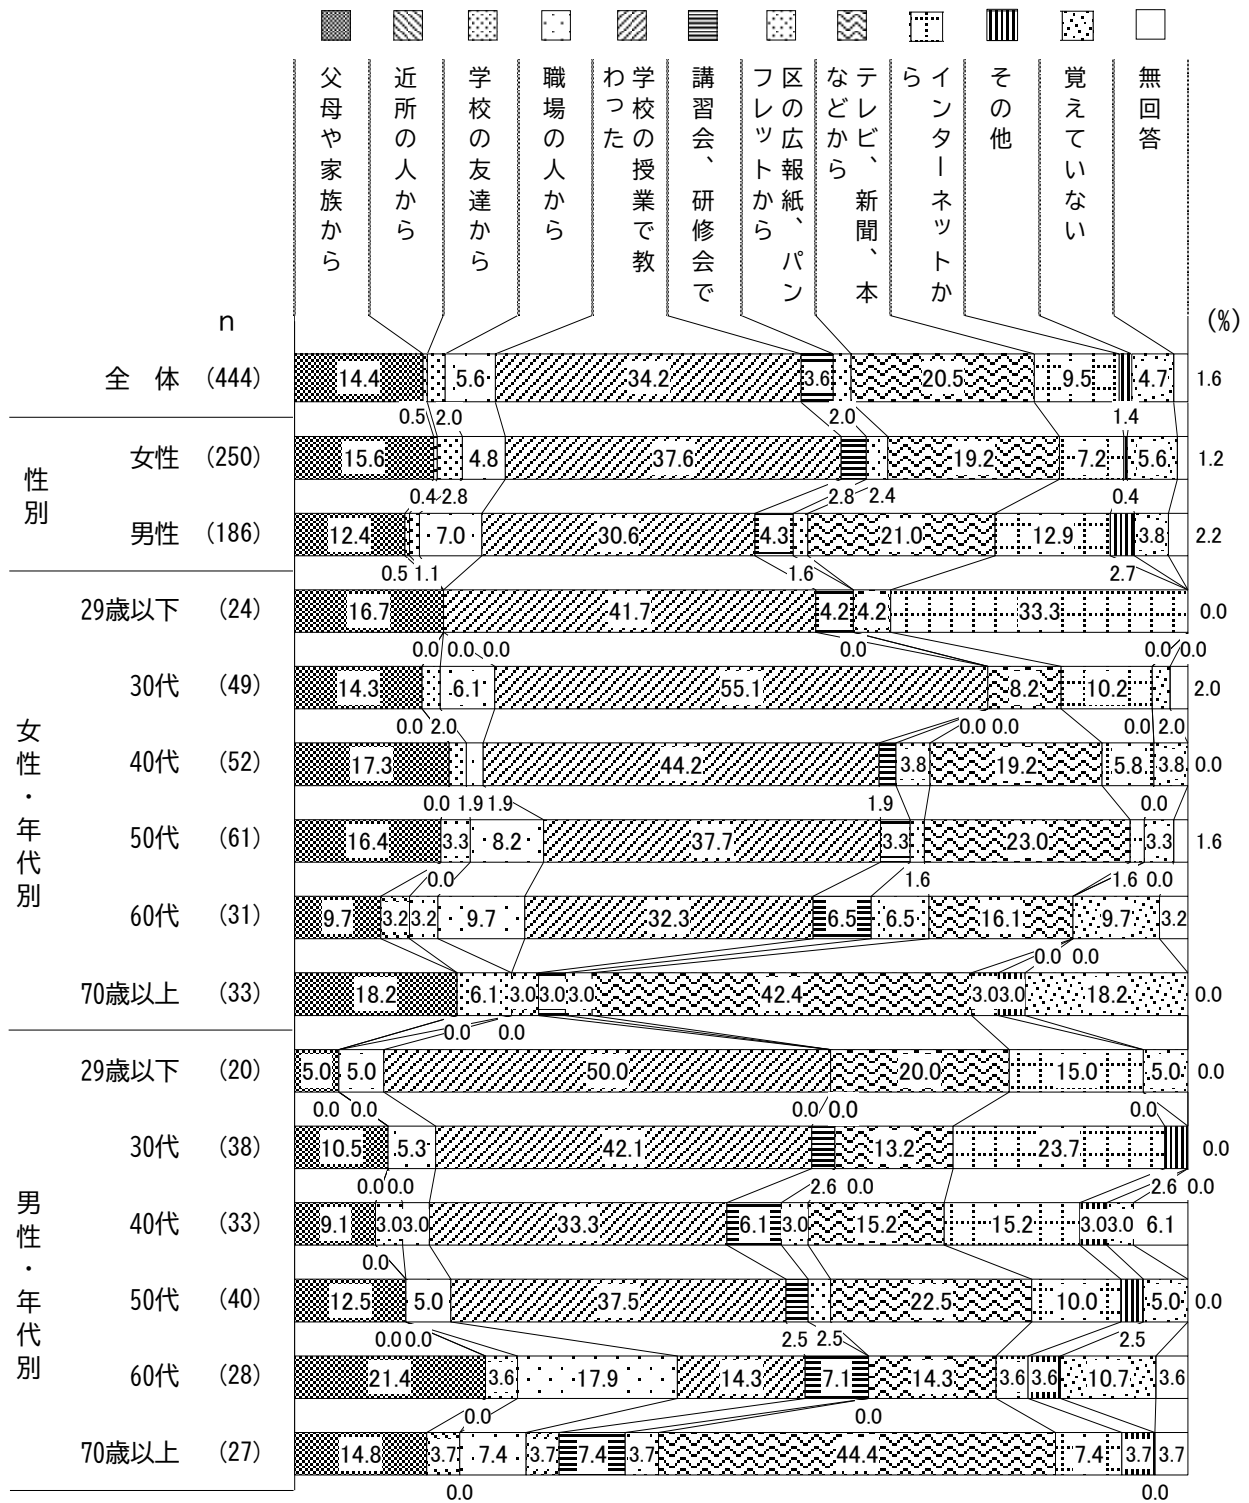 父母や家族から
近所の人から
学校の友達から
職場の人から
学校の授業で教
わった
講習会、研修会で
区の広報紙、パン
フレットから
テレビ、新聞、本
などから
インターネットか
ら
その他
覚えていない
無回答
n
(%)
全 体 (444) 14.4 5.6 34.2 3.6 20.5 9.5 4.7 1.6
0.5 2.0 2.0 1.4
性別
女性 (250) 15.6 4.8 37.6 19.2 7.2 5.6 1.2
0.4 2.8 2.8 2.4 0.4
男性 (186) 12.4 7.0 30.6 4.3 21.0 12.9 3.8 2.2
0.5 1.1 1.6 2.7
女性・年代別
29歳以下 (24) 16.7 41.7 4.2 4.2 33.3 0.0
0.0 0.0 0.0 0.0 0.0 0.0
30代 (49) 14.3 6.1 55.1 8.2 10.2 2.0
0.0 2.0 0.0 0.0 0.0 2.0
40代 (52) 17.3 44.2 3.8 19.2 5.8 3.8 0.0
0.0 1.9 1.9 1.9 0.0
50代 (61) 16.4 3.3 8.2 37.7 3.3 23.0 3.3 1.6
0.0 1.6 1.6 0.0
60代 (31) 9.7 3.2 3.2 9.7 32.3 6.5 6.5 16.1 9.7 3.2
0.0 0.0
70歳以上 (33) 18.2 6.1 3.0 3.0 3.0 42.4 3.0 3.0 18.2 0.0
0.0 0.0
男性・年代別
29歳以下 (20) 5.0 5.0 50.0 20.0 15.0 5.0 0.0
0.0 0.0 0.0 0.0 0.0
30代 (38) 10.5 5.3 42.1 13.2 23.7 0.0
0.0 0.0 2.6 0.0 2.6 0.0
40代 (33) 9.1 3.0 3.0 33.3 6.1 3.0 15.2 15.2 3.0 3.0 6.1
0.0
50代 (40) 12.5 5.0 37.5 22.5 10.0 5.0 0.0
0.0 0.0 2.5 2.5 2.5
60代 (28) 21.4 3.6 17.9 14.3 7.1 14.3 3.6 3.6 10.7 3.6
0.0 0.0
70歳以上 (27) 14.8 3.7 7.4 3.7 7.4 3.7 44.4 7.4 3.7 3.7
0.0 0.0